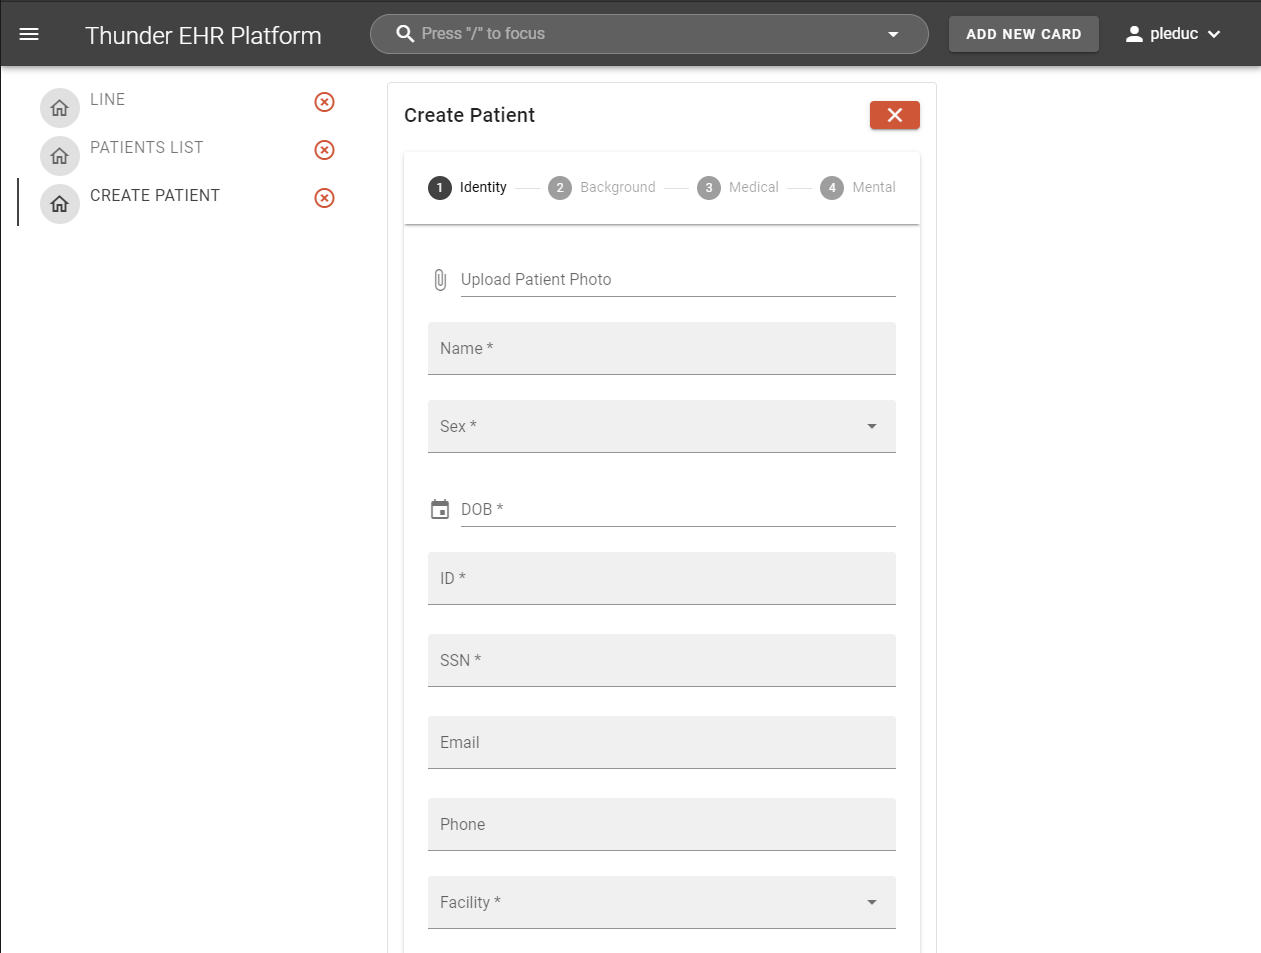 Thunder EHR Platform
Press "/" to focus
ADD NEW CARD
pleduc
LINE
PATIENTS LIST
CREATE PATIENT
Create Patient
1 Identity 2 Background 3 Medical 4 Mental
Upload Patient Photo
Name *
Sex *
DOB *
ID *
SSN *
Email
Phone
Facility *